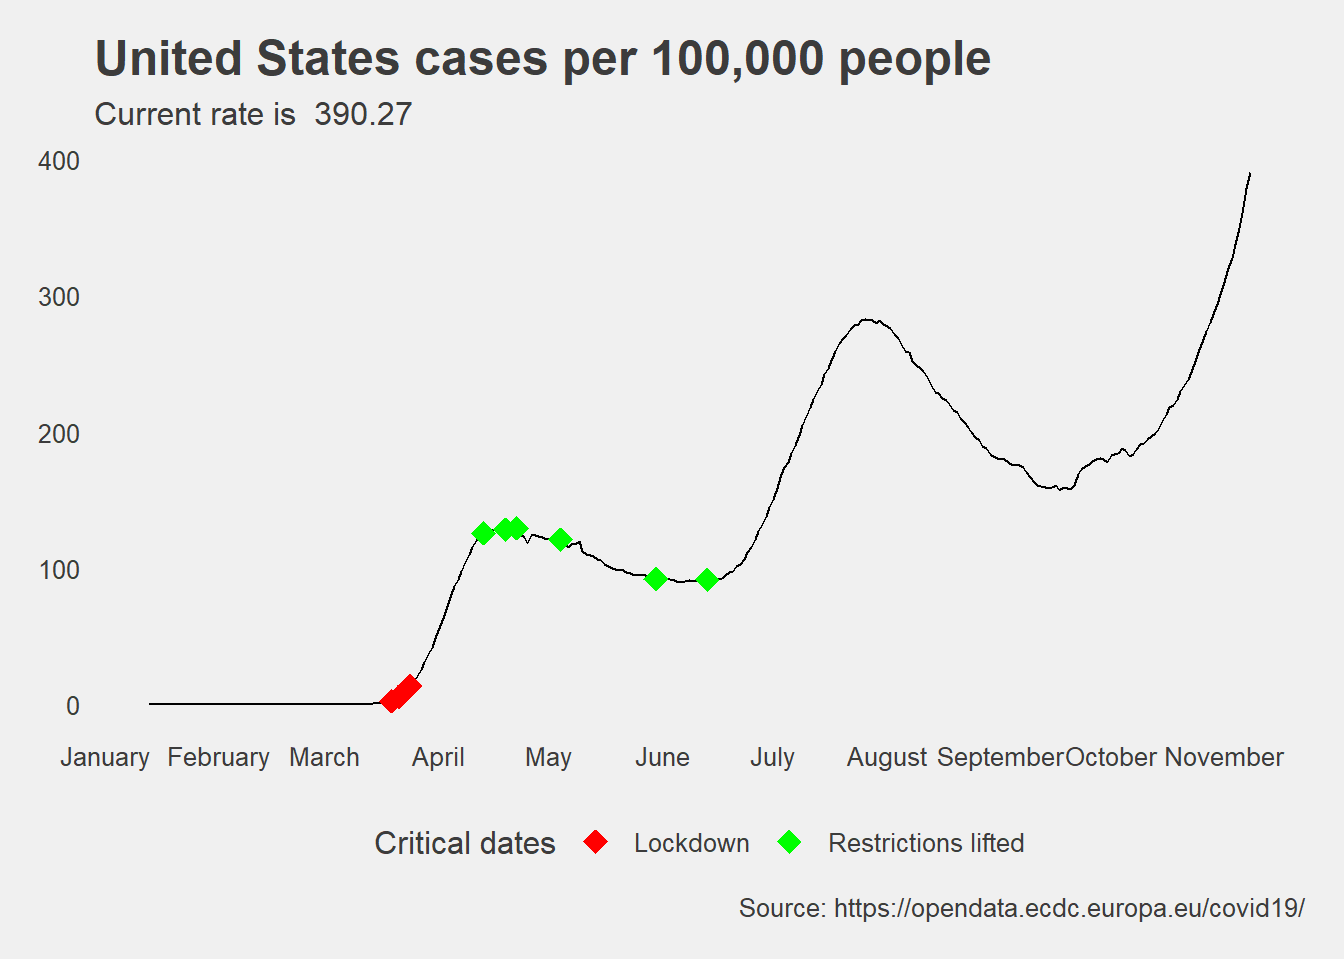 United States cases per 100,000 people
Current rate is  390.27
400
300
200
100
0
January February March April May June July August September October November
Critical dates Lockdown Restrictions lifted
Source: https://opendata.ecdc.europa.eu/covid19/